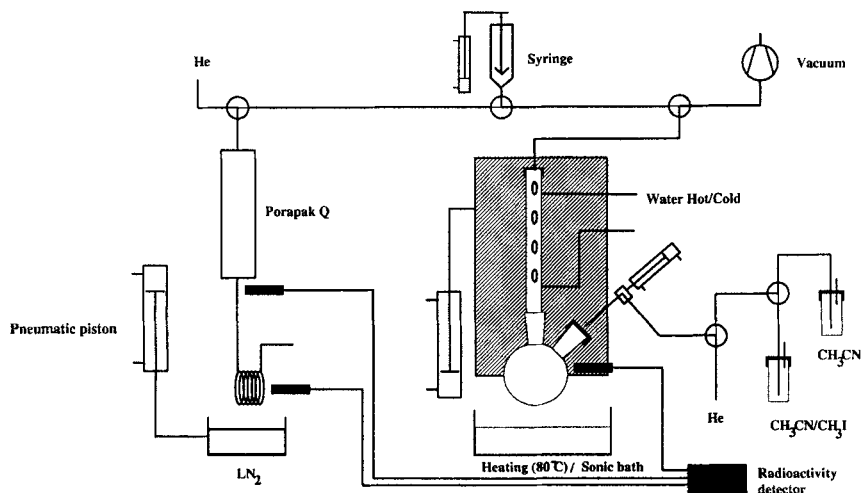 He
Syringe
Vacuum
Porapak Q
Water Hot/Cold
Pneumatic piston
CH3CN
He
CH3CN/CH3I
LN2
Heating (80°C) / Sonic bath
Radioactivity
detector